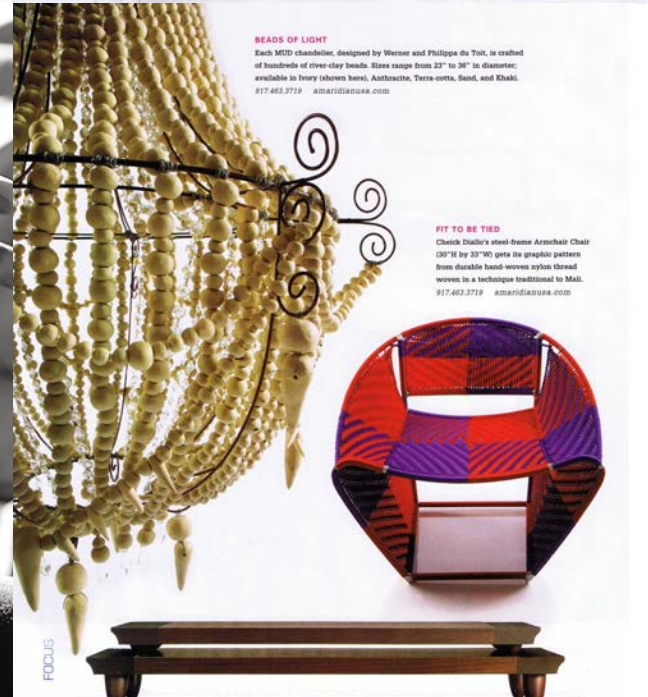 BEADS OF LIGHT
Each MUD chandelier, designed by Werner and Philippa du Toit, is crafted
of hundreds of river-clay beads. Sizes range from 23" to 36" in diameter;
available in Ivory (shown here), Anthracite, Terra-cotta, Sand, and Khaki.
917.463.3719 amaridianusa.com
FIT TO BE TIED
Cheick Diallo's steel-frame Armchair Chair
(30"H by 33"W) gets its graphic pattern
from durable hand-woven nylon thread
woven in a technique traditional to Mali.
917.463.3719 amaridianusa.com
FOCUS